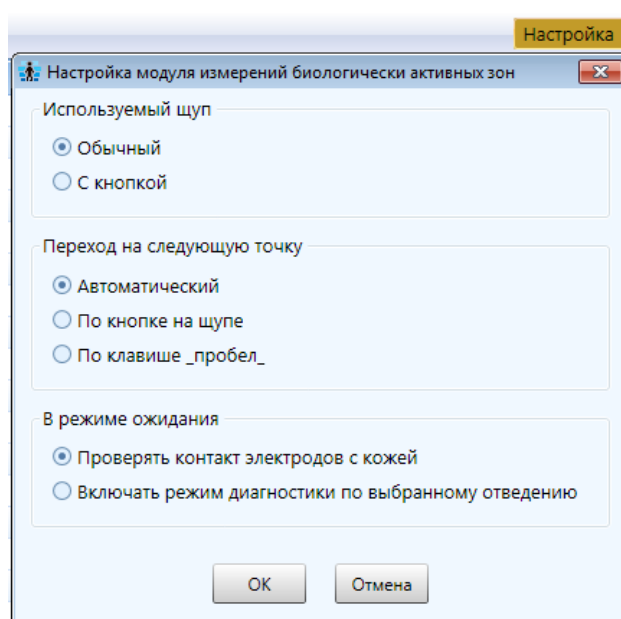 Настройка
Настройка модуля измерений биологически активных зон
Используемый щуп
Обычный
С кнопкой
Переход на следующую точку
Автоматический
По кнопке на щупе
По клавише _пробел_
В режиме ожидания
Проверять контакт электродов с кожей
Включать режим диагностики по выбранному отведению
ОК Отмена